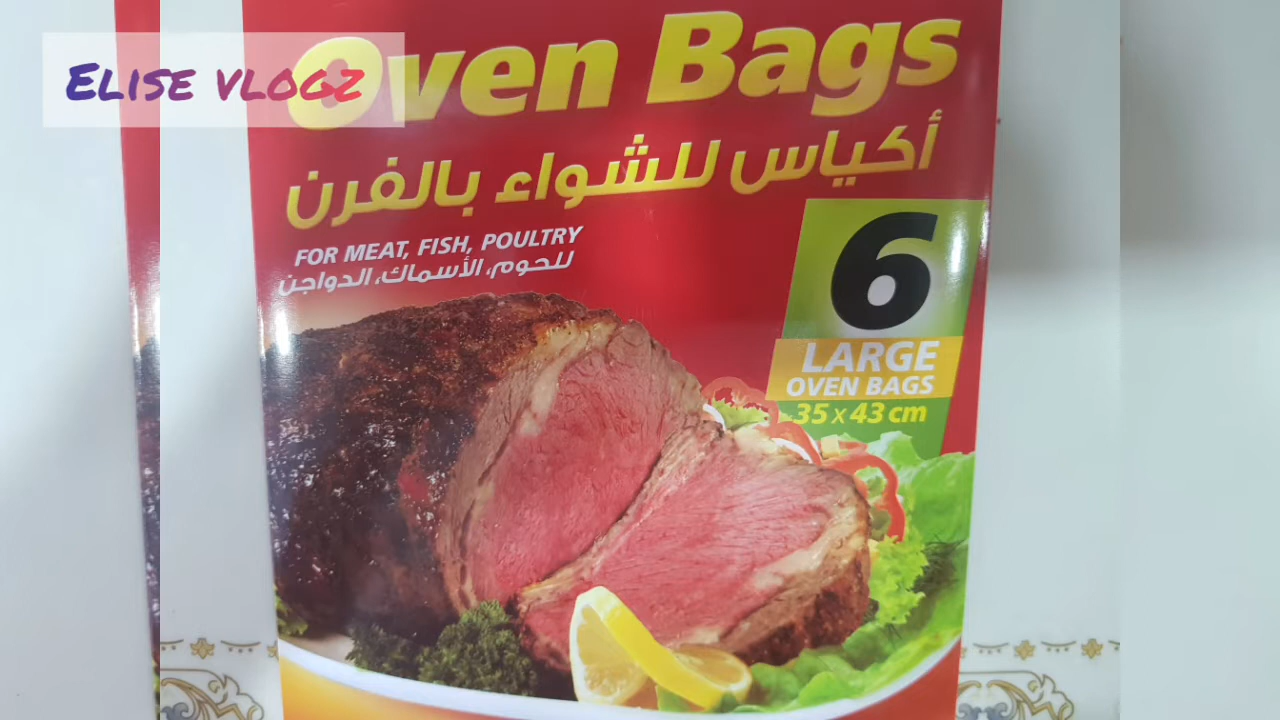 ELISE VLOGZ
Oven Bags
أكياس للشواء بالفرن
FOR MEAT, FISH, POULTRY
للحوم، الأسماك، الدواجن
6
LARGE
OVEN BAGS
35 x 43 cm